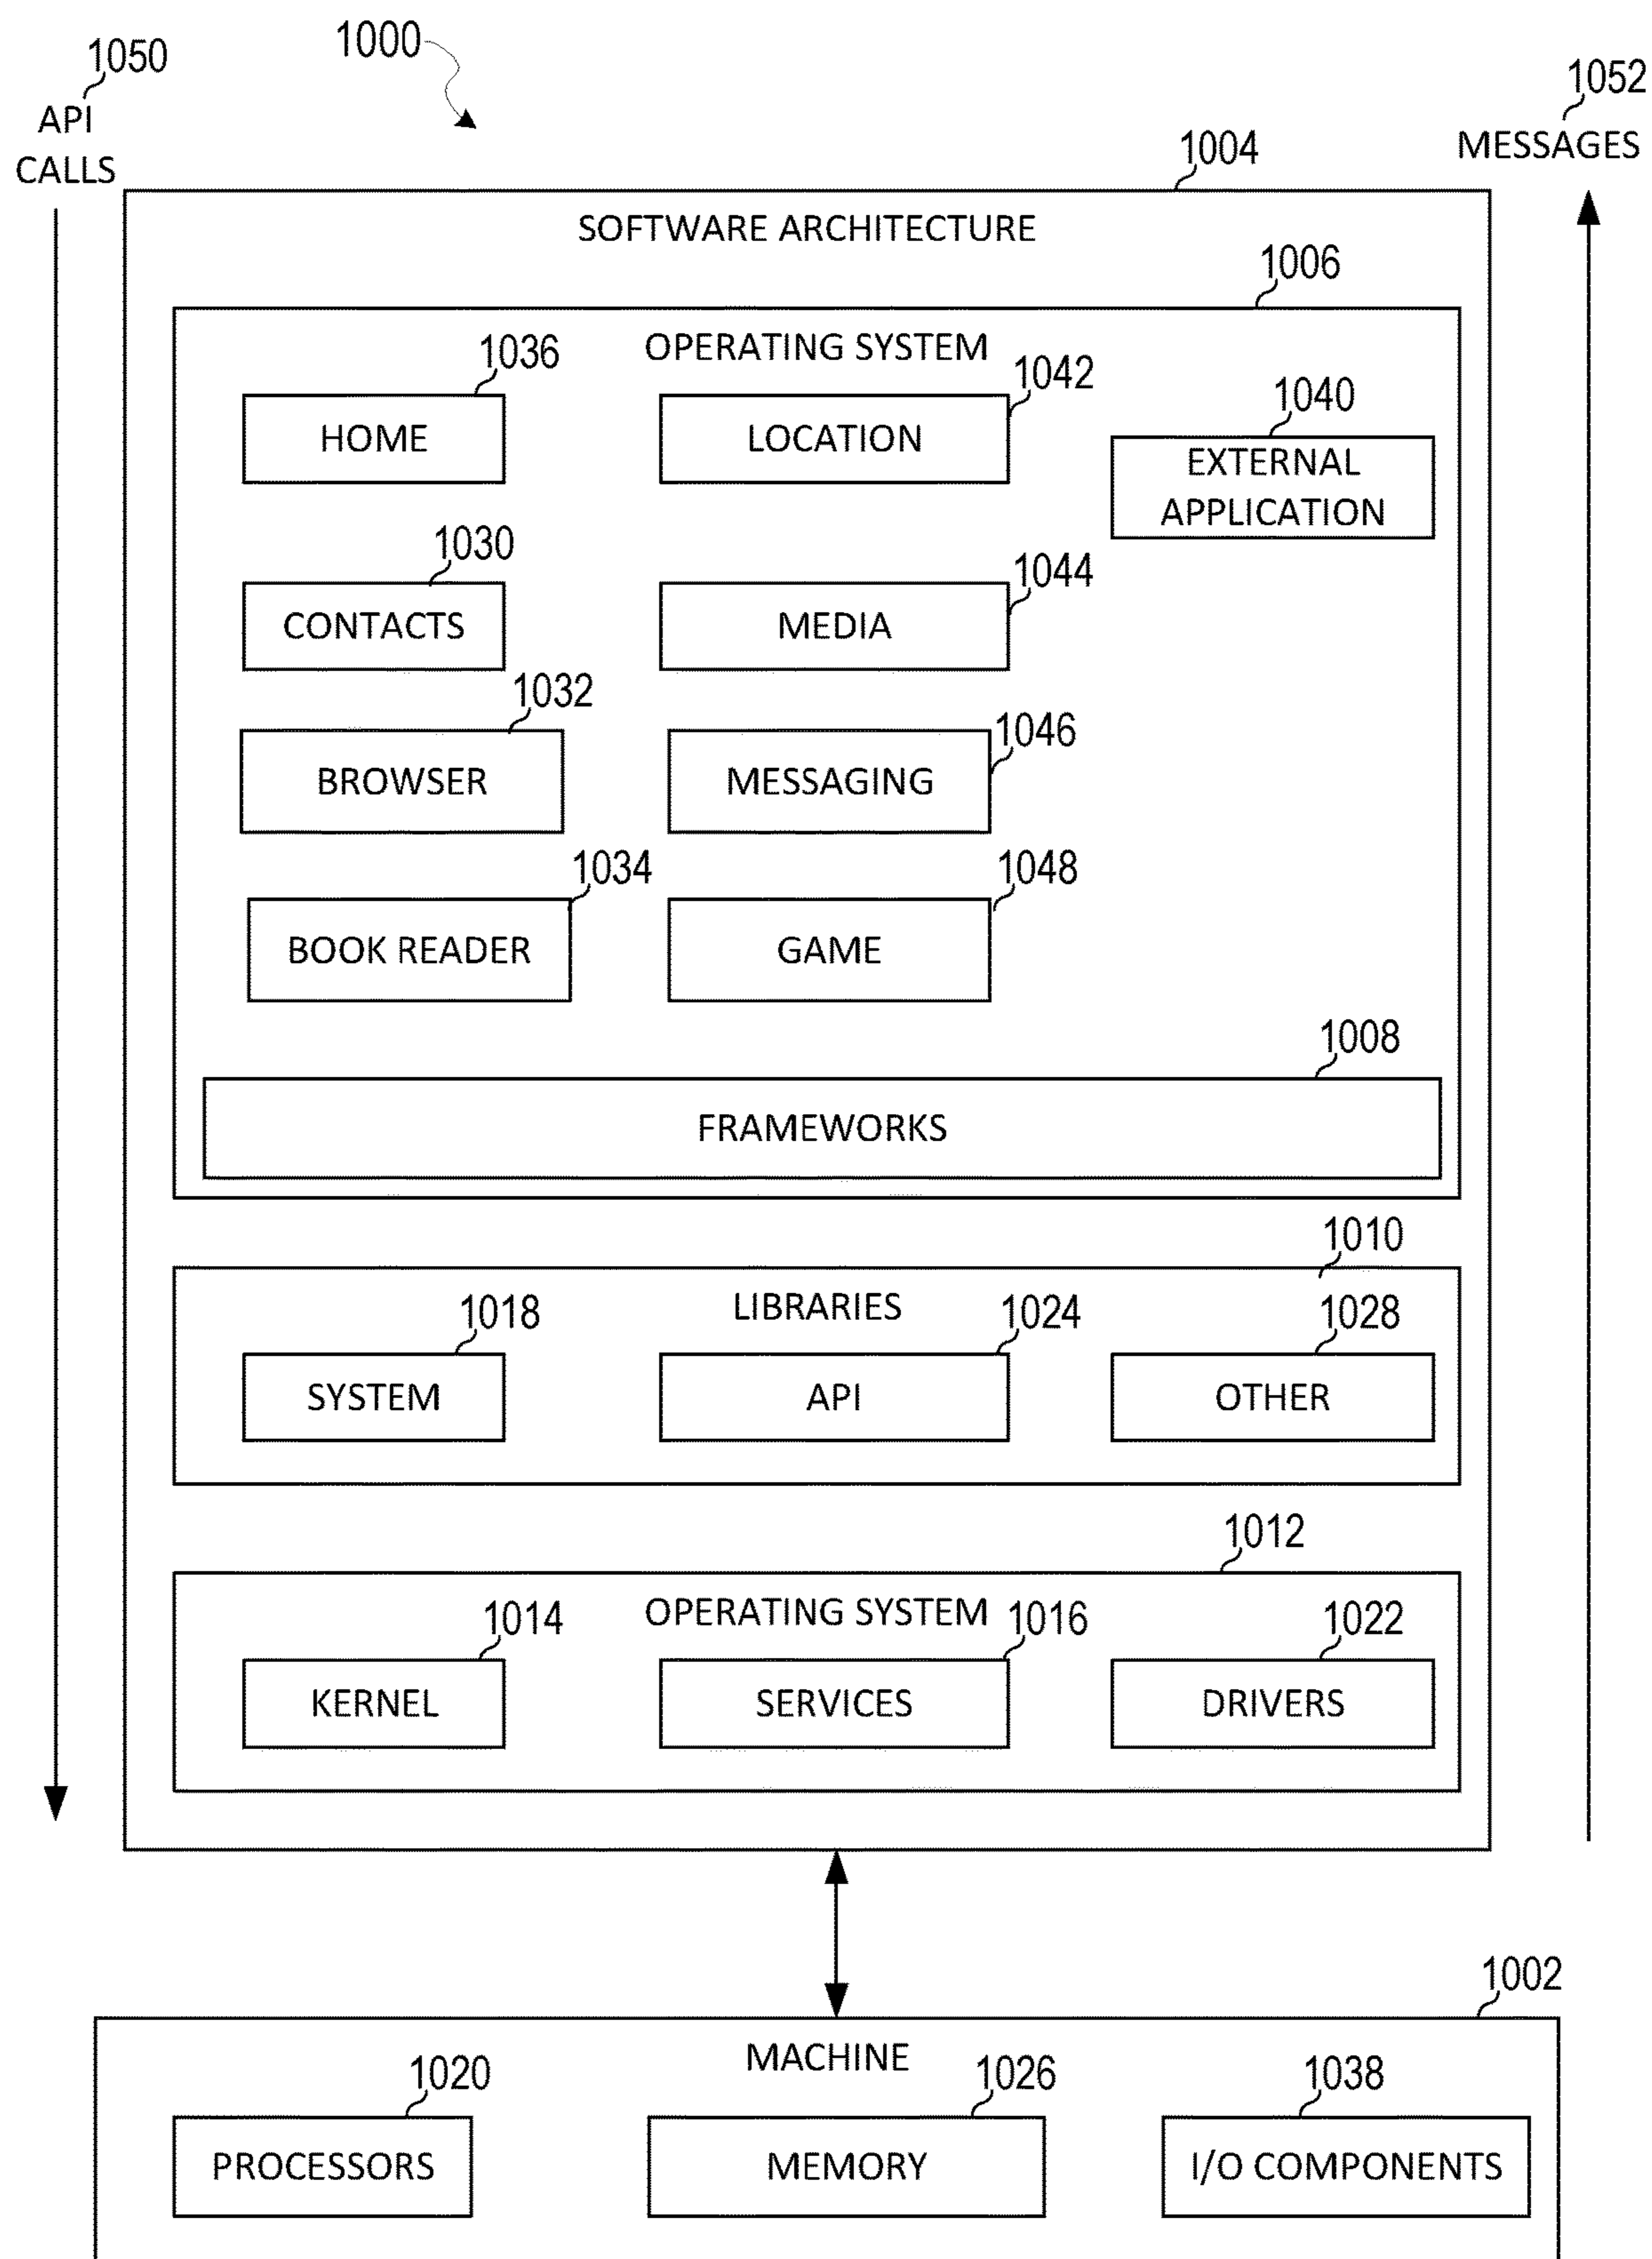 1050
1000
1052
API
CALLS
MESSAGES
1004
SOFTWARE ARCHITECTURE
1006
OPERATING SYSTEM
1036
1042
1040
HOME
LOCATION
EXTERNAL
APPLICATION
1030
1044
CONTACTS
MEDIA
1032
1046
BROWSER
MESSAGING
1034
1048
BOOK READER
GAME
1008
FRAMEWORKS
1010
LIBRARIES
1018
1024
1028
SYSTEM
API
OTHER
1012
OPERATING SYSTEM
1014
1016
1022
KERNEL
SERVICES
DRIVERS
1002
MACHINE
1020
1026
1038
PROCESSORS
MEMORY
I/O COMPONENTS